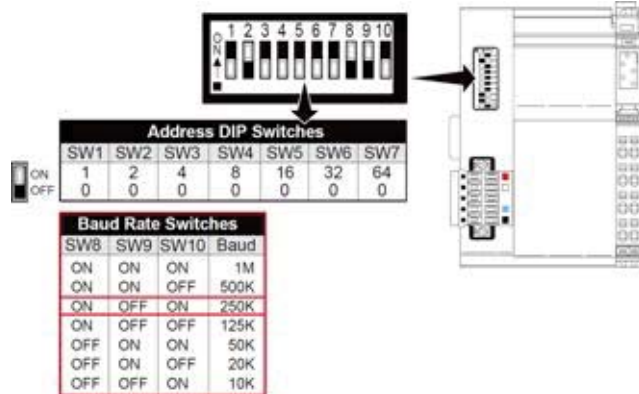 1 2 3 4 5 6 7 8 9 10
ON
Address DIP Switches
SW1 SW2 SW3 SW4 SW5 SW6 SW7
ON 1 2 4 8 16 32 64
OFF 0 0 0 0 0 0 0
Baud Rate Switches
SW8 SW9 SW10 Baud
ON ON ON 1M
ON ON OFF 500K
ON OFF ON 250K
ON OFF OFF 125K
OFF ON ON 50K
OFF ON OFF 20K
OFF OFF ON 10K